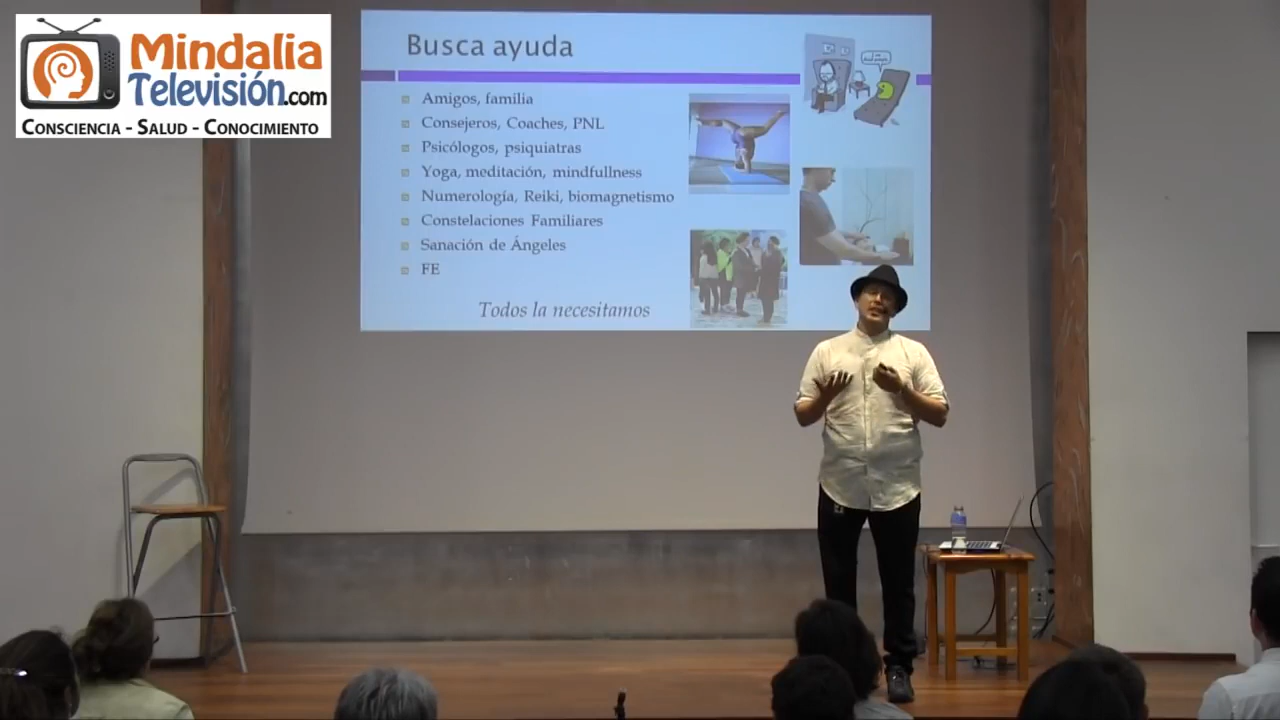 Mindalia
Televisión.com
CONSCIENCIA - SALUD - CONOCIMIENTO
Busca ayuda
Amigos, familia
Consejeros, Coaches, PNL
Psicólogos, psiquiatras
Yoga, meditación, mindfullness
Numerología, Reiki, biomagnetismo
Constelaciones Familiares
Sanación de Ángeles
FE
Todos la necesitamos